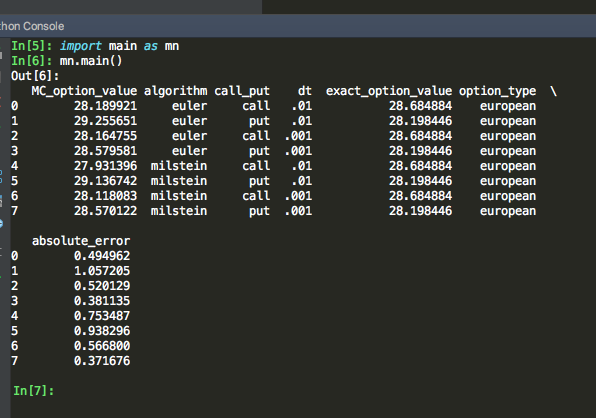 thon Console
In[5]: import main as mn
In[6]: mn.main()
Out[6]:
MC_option_value algorithm call_put dt exact_option_value option_type \
0 28.189921 euler call .01 28.684884 european
1 29.255651 euler put .01 28.198446 european
2 28.164755 euler call .001 28.684884 european
3 28.579581 euler put .001 28.198446 european
4 27.931396 milstein call .01 28.684884 european
5 29.136742 milstein put .01 28.198446 european
6 28.118083 milstein call .001 28.684884 european
7 28.570122 milstein put .001 28.198446 european
absolute_error
0 0.494962
1 1.057205
2 0.520129
3 0.381135
4 0.753487
5 0.938296
6 0.566800
7 0.371676
In[7]: